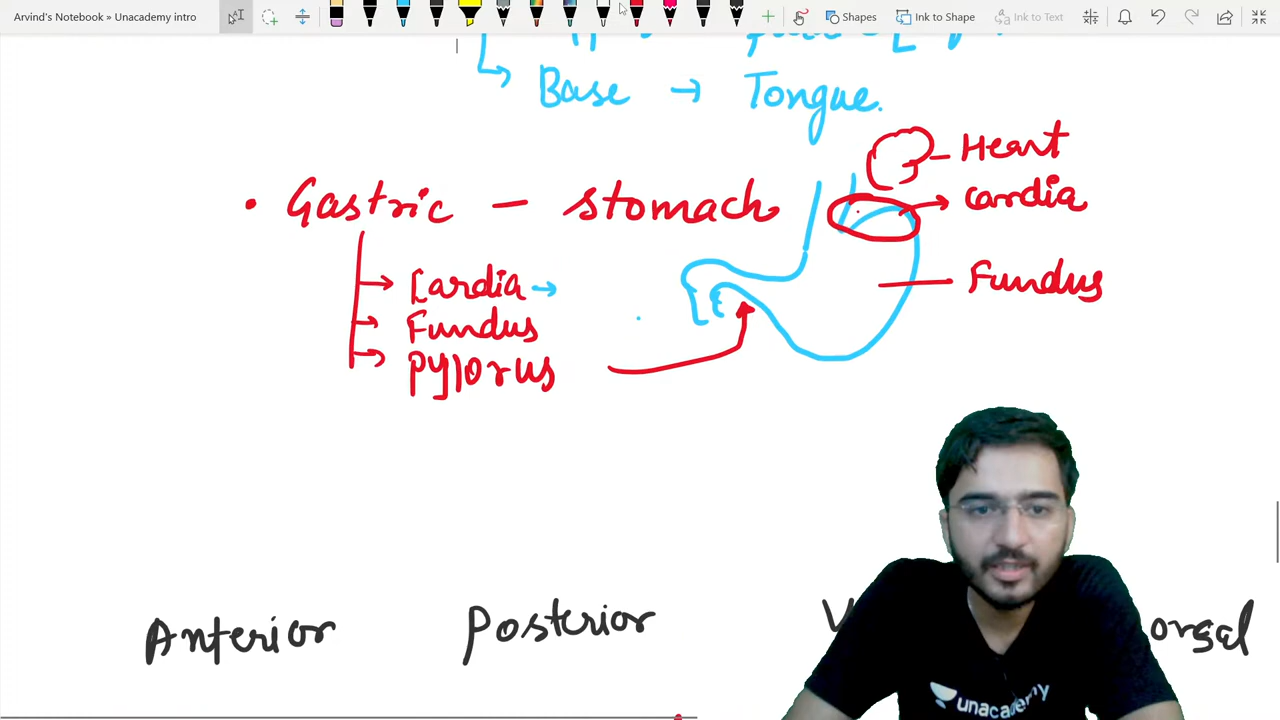 Arvind's Notebook » Unacademy intro
Shapes
Ink to Shape
Ink to Text
Base → Tongue.
Heart
Cardia
• Gastric – stomach
Fundus
→ Cardia →
→ Fundus
→ Pylorus
Anterior Posterior
unacademy